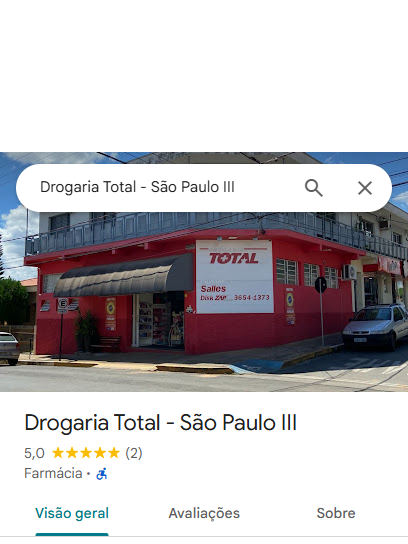 Drogaria Total - São Paulo III
TOTAL
Salles
Disk ZAP 3654-1373
E
Drogaria Total - São Paulo III
5,0 (2)
Farmácia ·
Visão geral
Avaliações
Sobre